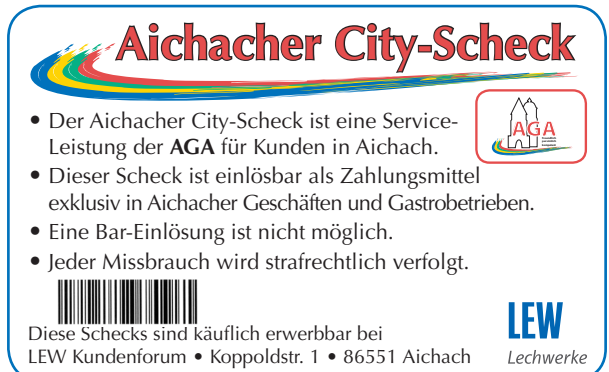 Aichacher City-Scheck
• Der Aichacher City-Scheck ist eine Service-
Leistung der AGA für Kunden in Aichach.
AGA
• Dieser Scheck ist einlösbar als Zahlungsmittel
exklusiv in Aichacher Geschäften und Gastrobetrieben.
• Eine Bar-Einlösung ist nicht möglich.
• Jeder Missbrauch wird strafrechtlich verfolgt.
Diese Schecks sind käuflich erwerbbar bei
LEW Kundenforum • Koppoldstr. 1 • 86551 Aichach
LEW
Lechwerke